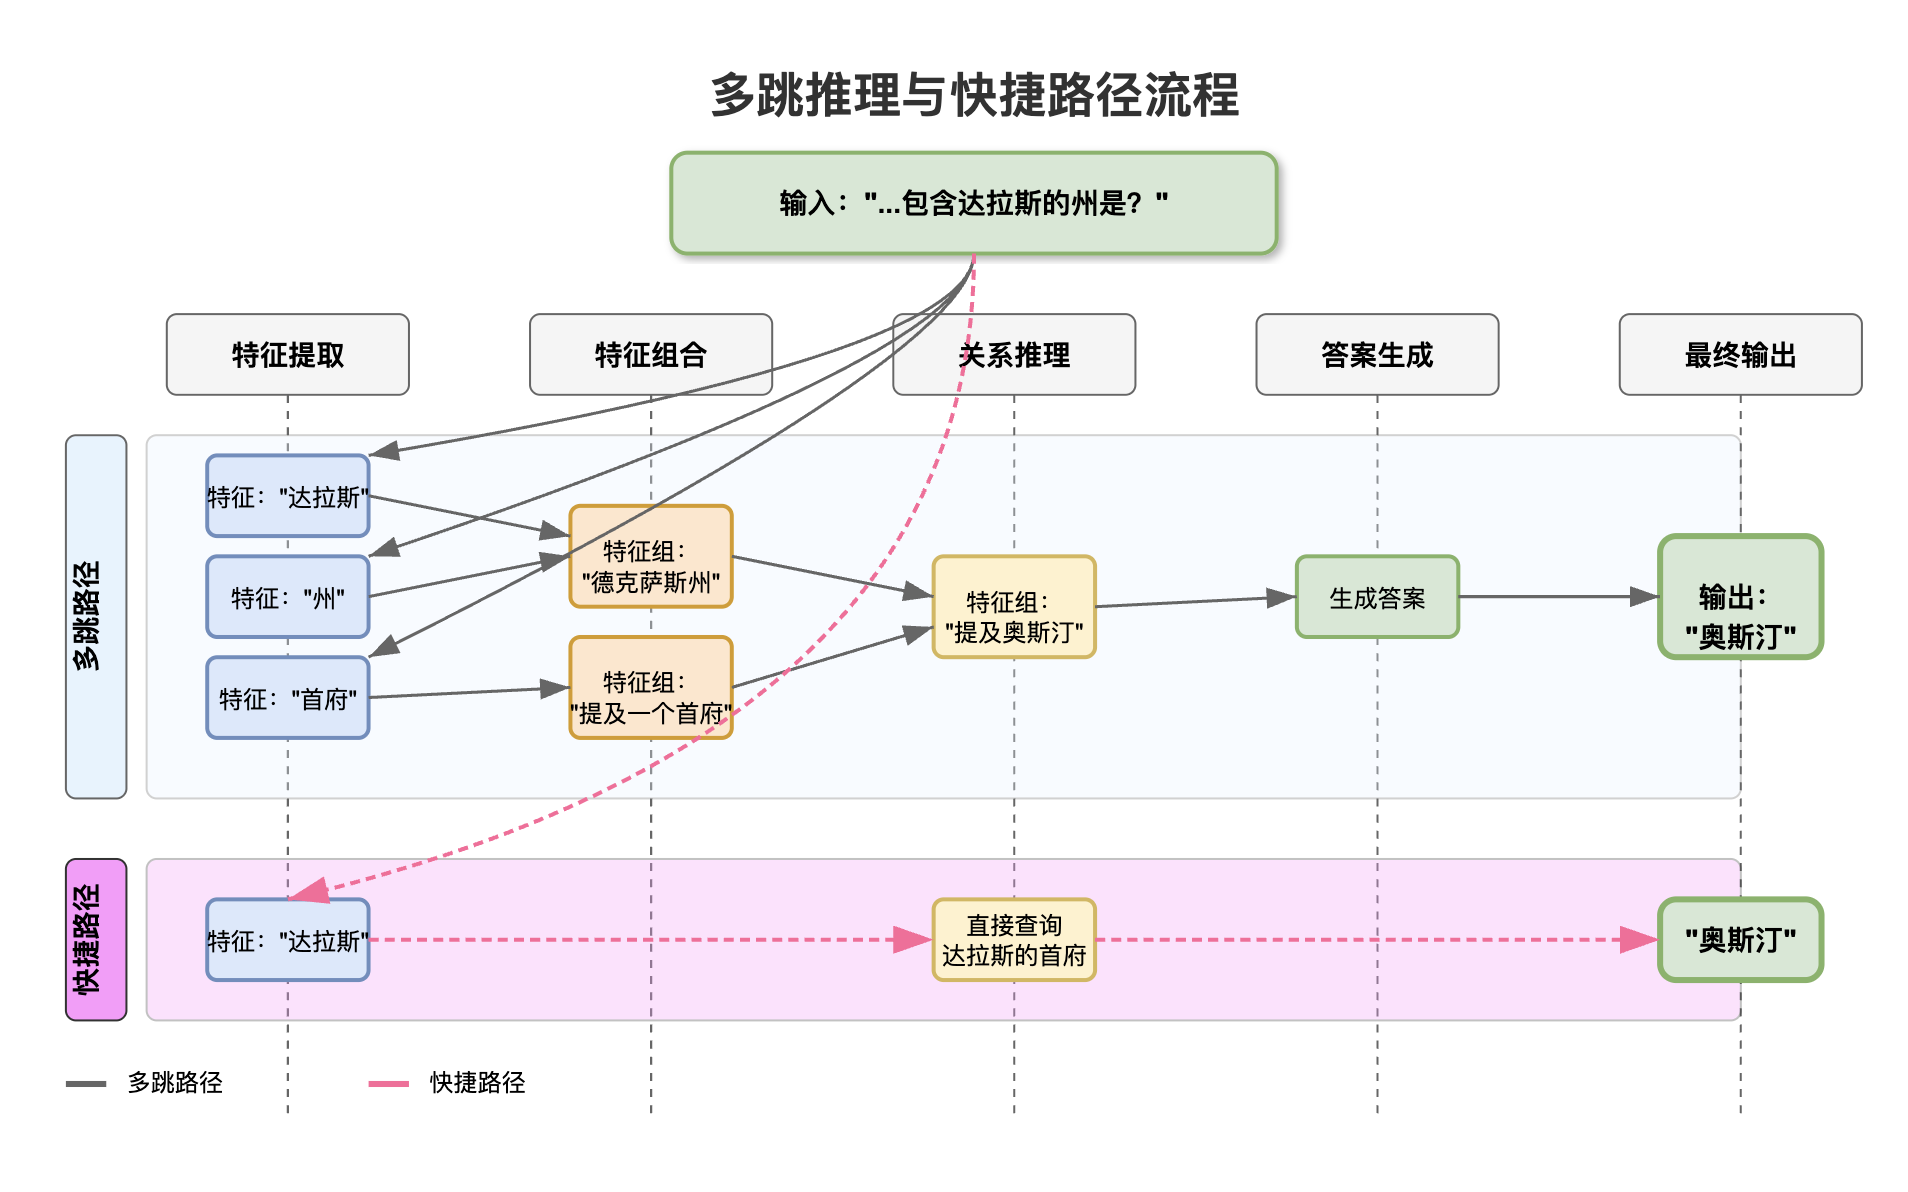 多跳推理与快捷路径流程
输入："...包含达拉斯的州是？"
特征提取
特征组合
关系推理
答案生成
最终输出
多跳路径
特征："达拉斯"
特征："州"
特征："首府"
特征组：
"德克萨斯州"
特征组：
"提及一个首府"
特征组：
"提及奥斯汀"
生成答案
输出：
"奥斯汀"
快捷路径
特征："达拉斯"
直接查询
达拉斯的首府
"奥斯汀"
多跳路径
快捷路径